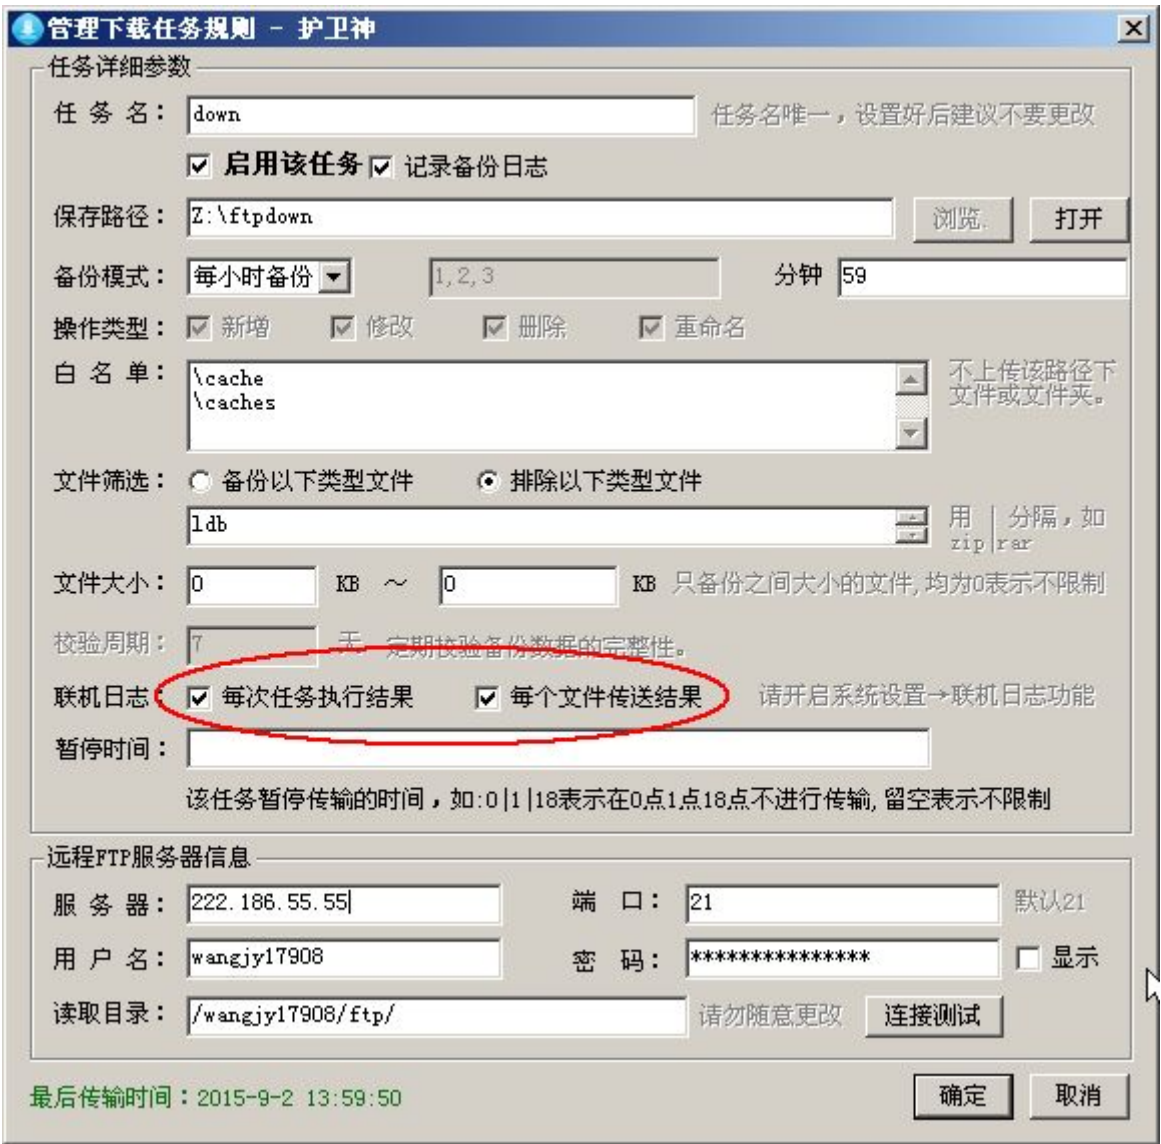 管理下载任务规则 - 护卫神
任务详细参数
任 务 名： down 任务名唯一，设置好后建议不要更改
启用该任务 记录备份日志
保存路径： Z:\ftpdown 浏览. 打开
备份模式： 每小时备份 1,2,3 分钟 59
操作类型： 新增 修改 删除 重命名
白 名 单： \cache 不上传该路径下
\caches 文件或文件夹。
文件筛选： 备份以下类型文件 排除以下类型文件
ldb 用 | 分隔，如
zip|rar
文件大小： 0 KB ～ 0 KB 只备份之间大小的文件,均为0表示不限制
校验周期： 7 天 定期校验备份数据的完整性。
联机日志： 每次任务执行结果 每个文件传送结果 请开启系统设置→联机日志功能
暂停时间：
该任务暂停传输的时间，如:0|1|18表示在0点1点18点不进行传输,留空表示不限制
远程FTP服务器信息
服 务 器： 222.186.55.55 端 口： 21 默认21
用 户 名： wangjy17908 密 码： *************** 显示
读取目录： /wangjy17908/ftp/ 请勿随意更改 连接测试
最后传输时间：2015-9-2 13:59:50 确定 取消